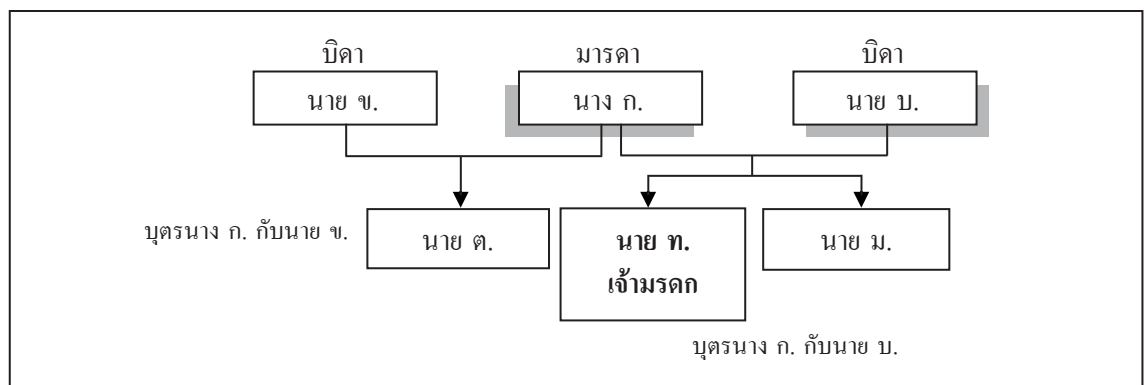 บิดา มารดา บิดา
นาย ข. นาง ก. นาย บ.
บุตรนาง ก. กับนาย ข. นาย ต. นาย ท. นาย ม.
เจ้ามรดก
บุตรนาง ก. กับนาย บ.